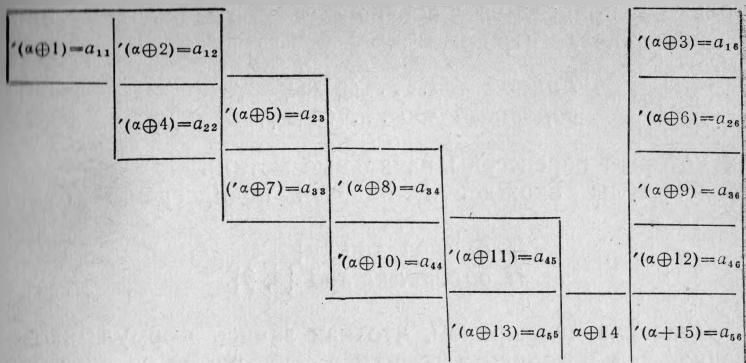 ′(α⊕1)=a₁₁ ′(α⊕2)=a₁₂ ′(α⊕3)=a₁₆
′(α⊕4)=a₂₂ ′(α⊕5)=a₂₃ ′(α⊕6)=a₂₆
(′α⊕7)=a₃₃ ′(α⊕8)=a₃₄ ′(α⊕9)=a₃₆
′(α⊕10)=a₄₄ ′(α⊕11)=a₄₅ ′(α⊕12)=a₄₆
′(α⊕13)=a₅₅ α⊕14 ′(α+15)=a₅₆